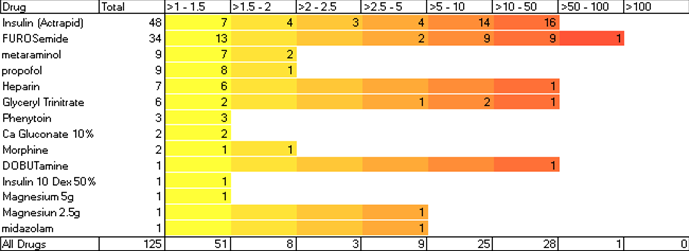 Drug Total >1 - 1.5 >1.5 - 2 >2 - 2.5 >2.5 - 5 >5 - 10 >10 - 50 >50 - 100 >100
Insulin (Actrapid) 48 7 4 3 4 14 16
FUROSemide 34 13 2 9 9 1
metaraminol 9 7 2
propofol 9 8 1
Heparin 7 6 1
Glyceryl Trinitrate 6 2 1 2 1
Phenytoin 3 3
Ca Gluconate 10% 2 2
Morphine 2 1 1
DOBUTamine 1 1
Insulin 10 Dex 50% 1 1
Magnesium 5g 1 1
Magnesiun 2.5g 1 1
midazolam 1 1
All Drugs 125 51 8 3 9 25 28 1 0